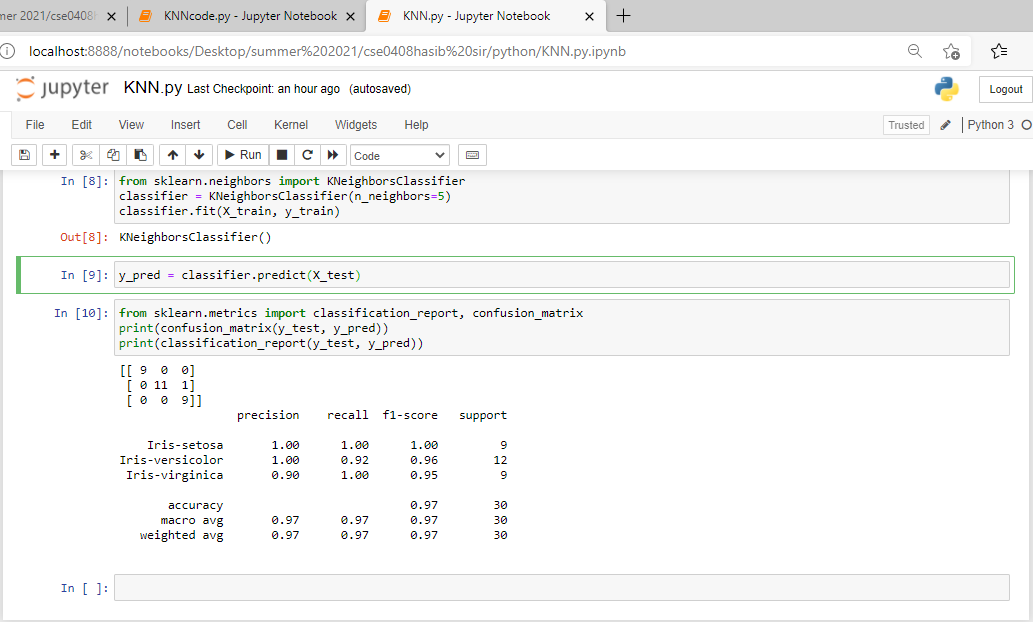 mer 2021/cse0408h
KNNcode.py - Jupyter Notebook
KNN.py - Jupyter Notebook
localhost:8888/notebooks/Desktop/summer%202021/cse0408hasib%20sir/python/KNN.py.ipynb
jupyter KNN.py Last Checkpoint: an hour ago (autosaved)
Logout
File Edit View Insert Cell Kernel Widgets Help
Trusted
Python 3
Run
Code
In [8]: from sklearn.neighbors import KNeighborsClassifier
classifier = KNeighborsClassifier(n_neighbors=5)
classifier.fit(X_train, y_train)
Out[8]: KNeighborsClassifier()
In [9]: y_pred = classifier.predict(X_test)
In [10]: from sklearn.metrics import classification_report, confusion_matrix
print(confusion_matrix(y_test, y_pred))
print(classification_report(y_test, y_pred))
[[ 9  0  0]
 [ 0 11  1]
 [ 0  0  9]]
precision    recall  f1-score   support
Iris-setosa       1.00      1.00      1.00         9
Iris-versicolor       1.00      0.92      0.96        12
Iris-virginica       0.90      1.00      0.95         9
accuracy                           0.97        30
macro avg       0.97      0.97      0.97        30
weighted avg       0.97      0.97      0.97        30
In [ ]: